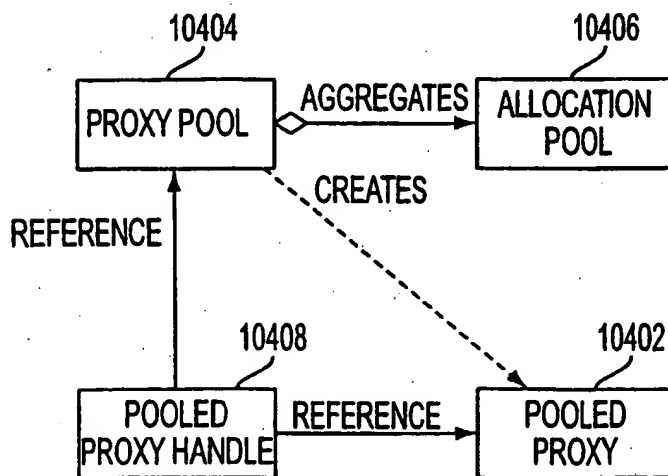 10404
10406
PROXY POOL
AGGREGATES
ALLOCATION
POOL
CREATES
REFERENCE
10408
10402
POOLED
PROXY HANDLE
REFERENCE
POOLED
PROXY